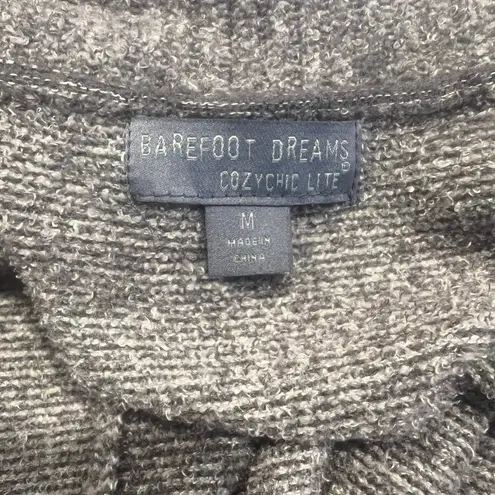 BAREFOOT DREAMS
©
COZYCHIC LITE
M
MADE IN
CHINA